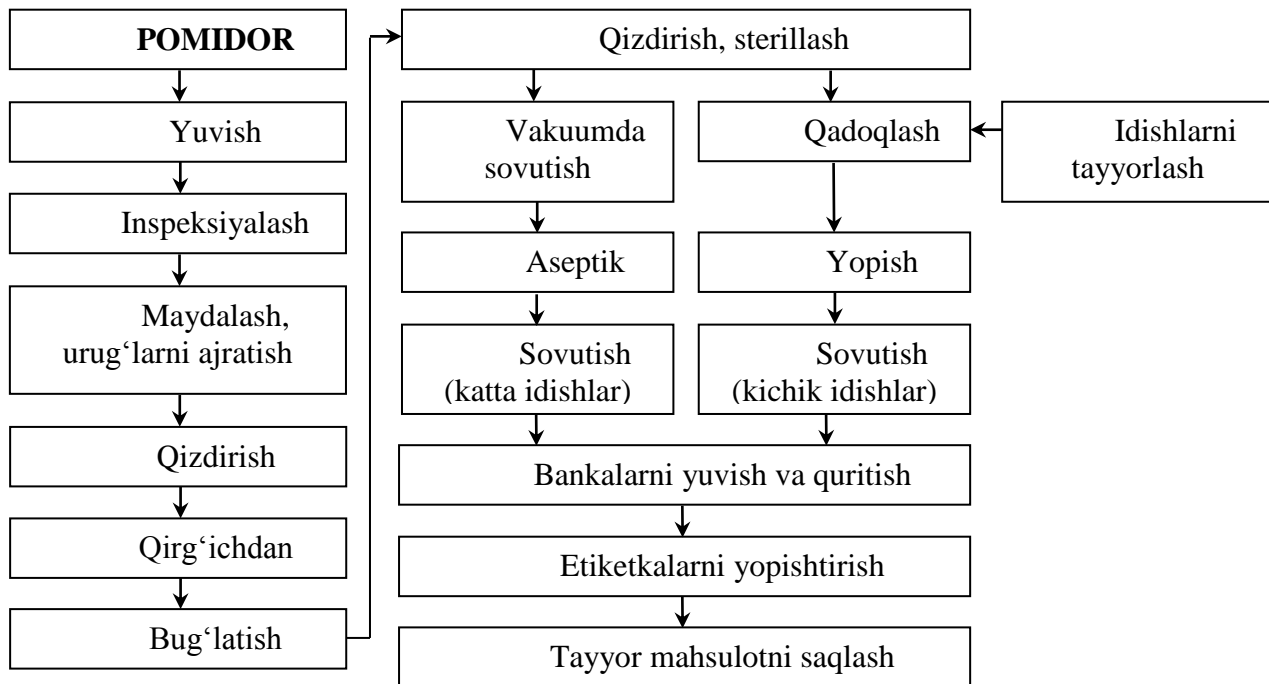 POMIDOR
Yuvish
Inspeksiyalash
Maydalash,
urug‘larni ajratish
Qizdirish
Qirg‘ichdan
Bug‘latish
Qizdirish, sterillash
Vakuumda
sovutish
Aseptik
Sovutish
(katta idishlar)
Qadoqlash
Idishlarni
tayyorlash
Yopish
Sovutish
(kichik idishlar)
Bankalarni yuvish va quritish
Etiketkalarni yopishtirish
Tayyor mahsulotni saqlash